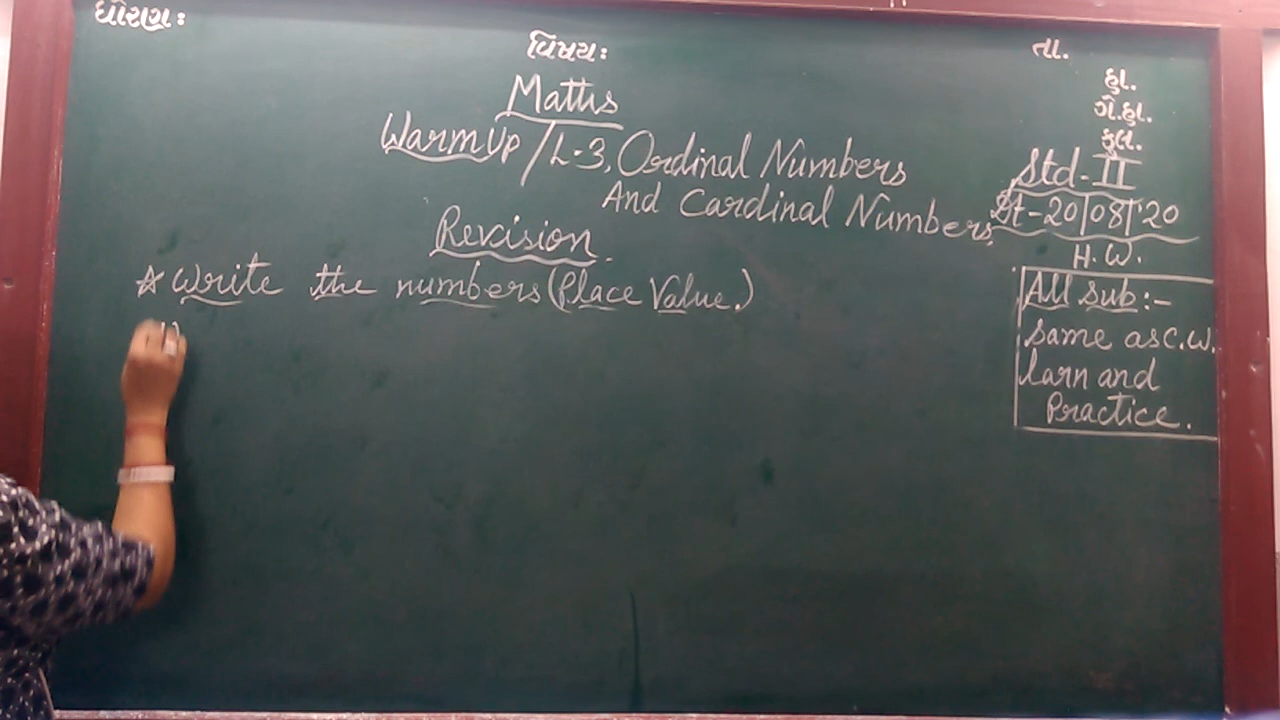 ધોરણ:
વિષય:
તા.
હા.
ગે.હા.
કુલ.
Maths
Warm Up / L-3, Ordinal Numbers
And Cardinal Numbers
Std-II
Dt-20/08/'20
Revision.
H.W.
☆ Write the numbers (Place Value.)
All sub:-
same as C.W.
larn and
Practice.